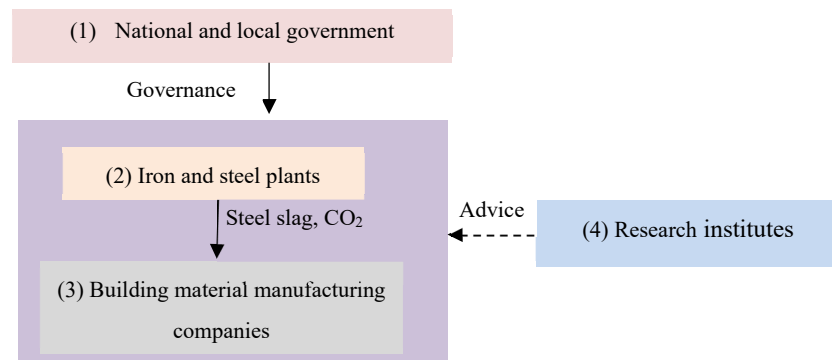 (1) National and local government
Governance
(2) Iron and steel plants
Steel slag, CO₂
Advice
(4) Research institutes
(3) Building material manufacturing
companies